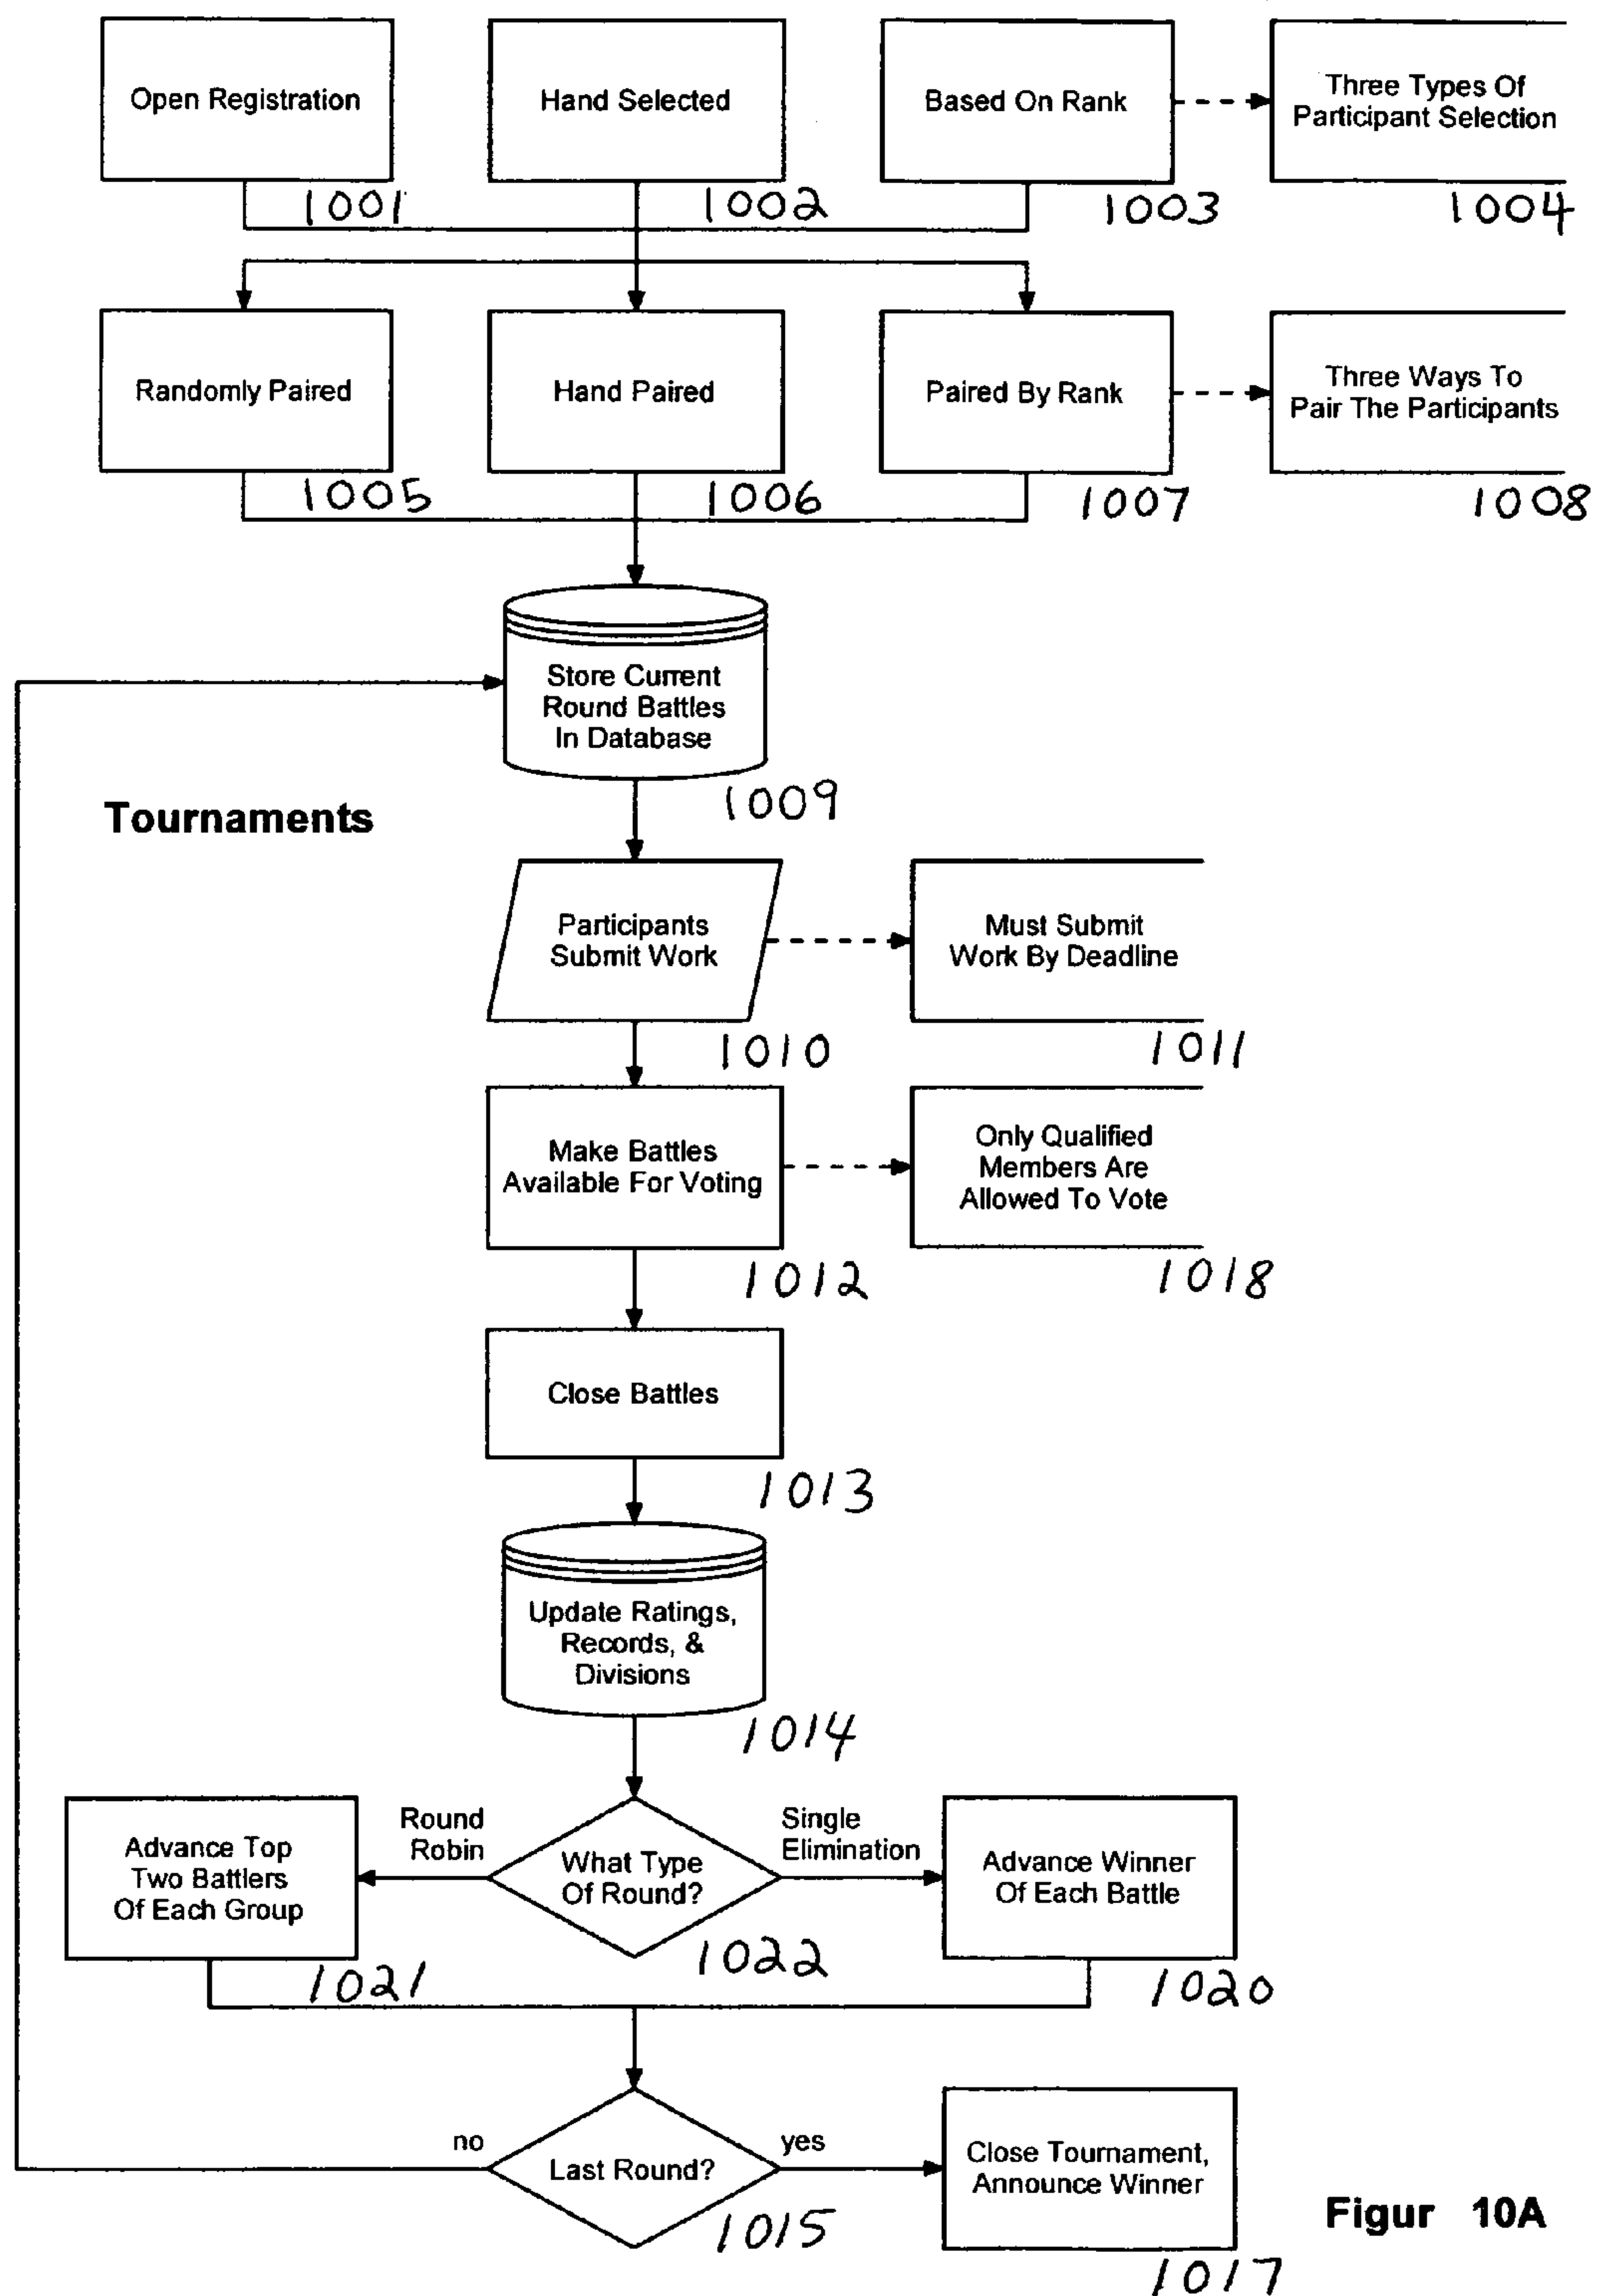 Open Registration
Hand Selected
Based On Rank
Three Types Of
Participant Selection
1001
1002
1003
1004
Randomly Paired
Hand Paired
Paired By Rank
Three Ways To
Pair The Participants
1005
1006
1007
1008
Store Current
Round Battles
In Database
1009
Tournaments
Participants
Submit Work
Must Submit
Work By Deadline
1010
1011
Make Battles
Available For Voting
Only Qualified
Members Are
Allowed To Vote
1012
1018
Close Battles
1013
Update Ratings,
Records, &
Divisions
1014
Advance Top
Two Battlers
Of Each Group
Round
Robin
What Type
Of Round?
Single
Elimination
Advance Winner
Of Each Battle
1021
1022
1020
no
Last Round?
yes
Close Tournament,
Announce Winner
1015
1017
Figur 10A